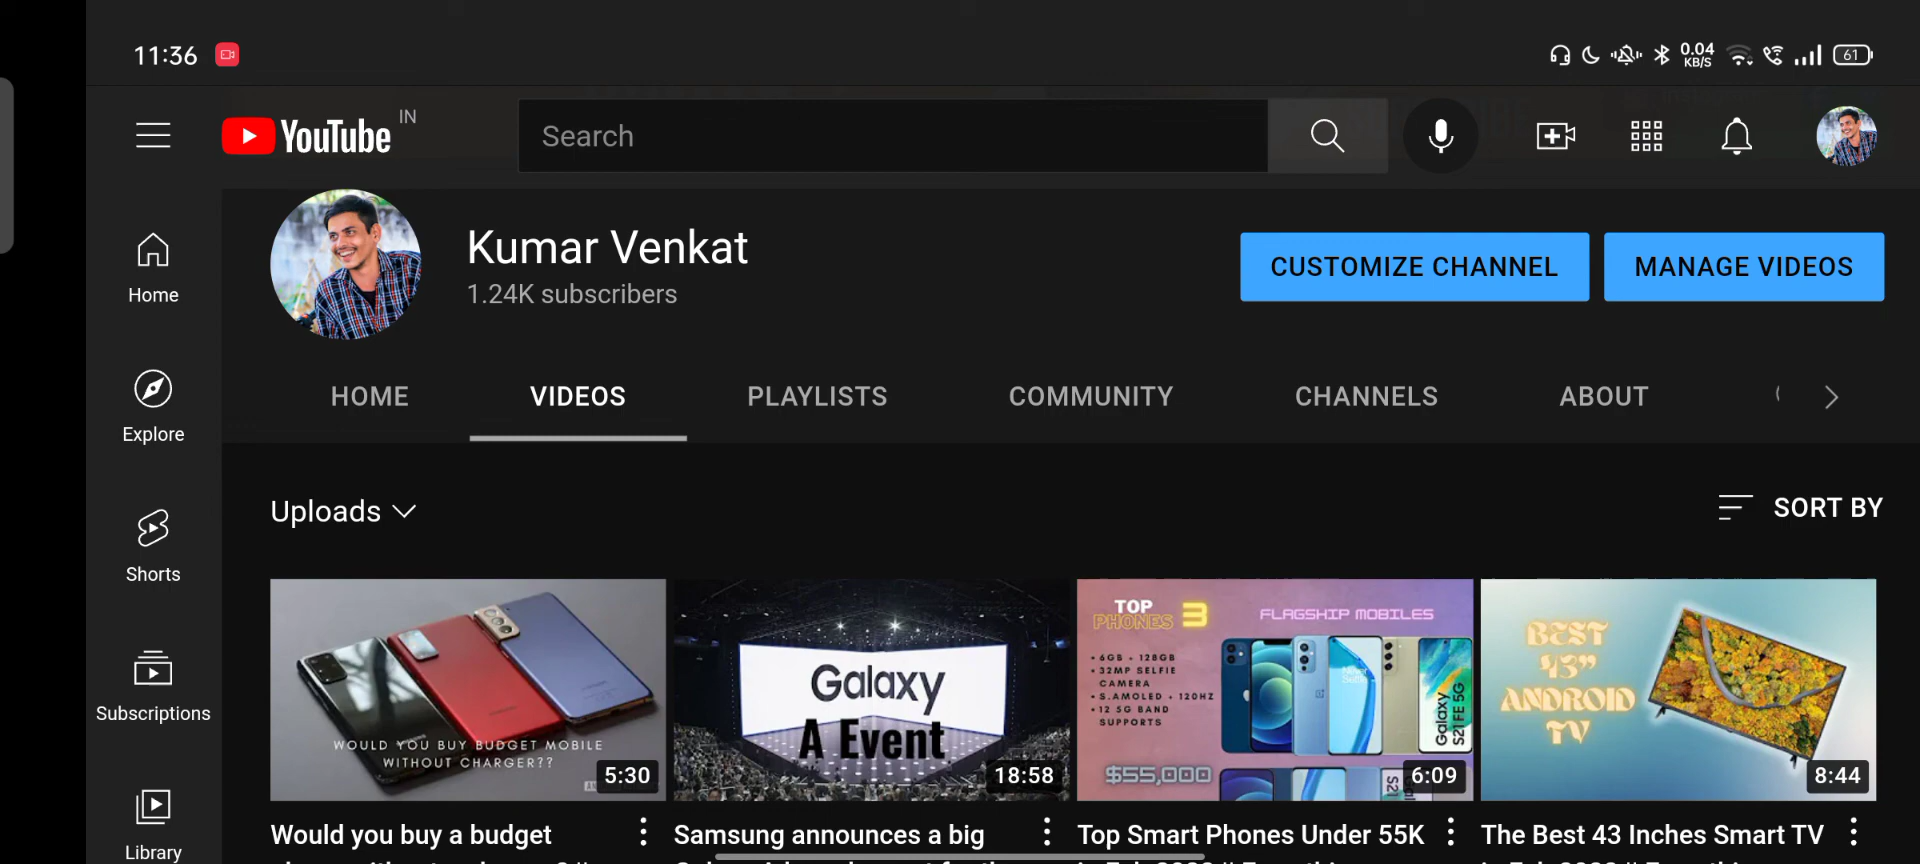 11:36
0.04
KB/S
61
YouTube IN
Search
Home
Explore
Shorts
Subscriptions
Library
Kumar Venkat
1.24K subscribers
CUSTOMIZE CHANNEL
MANAGE VIDEOS
HOME
VIDEOS
PLAYLISTS
COMMUNITY
CHANNELS
ABOUT
Uploads
SORT BY
WOULD YOU BUY BUDGET MOBILE
WITHOUT CHARGER??
5:30
Would you buy a budget
Galaxy
A Event
18:58
Samsung announces a big
TOP
PHONES 3
FLAGSHIP MOBILES
• 6GB + 128GB
• 32MP SELFIE
CAMERA
• S.AMOLED + 120HZ
• 12 5G BAND
SUPPORTS
Never
Settle
Galaxy
S21 FE 5G
$55,000
6:09
Top Smart Phones Under 55K
BEST
43”
ANDROID
TV
8:44
The Best 43 Inches Smart TV